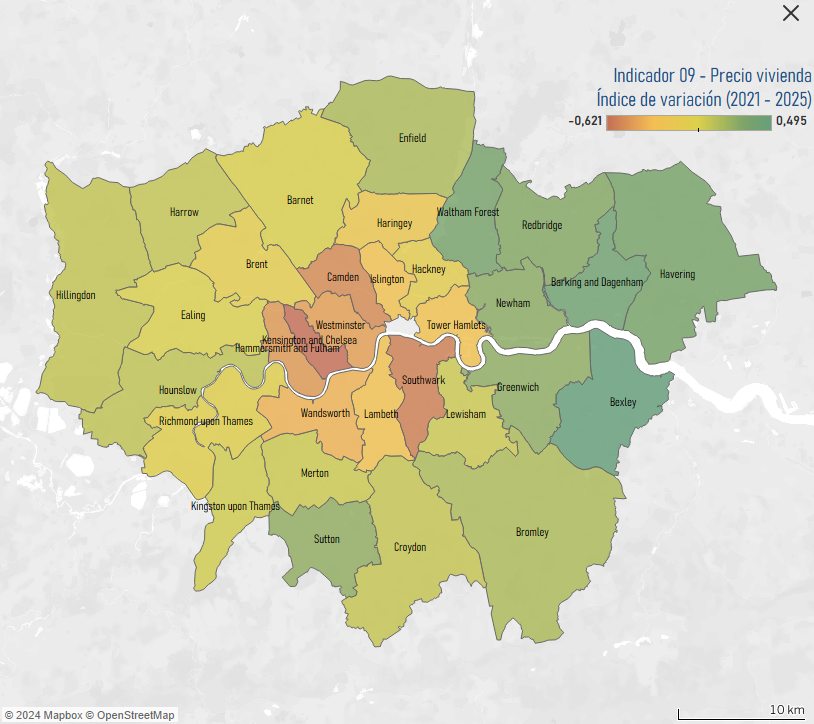 Indicador 09 - Precio vivienda
Índice de variación (2021 - 2025)
-0,621
0,495
Enfield
Barnet
Harrow
Haringey
Waltham Forest
Redbridge
Brent
Hackney
Camden
Islington
Havering
Barking and Dagenham
Hillingdon
Newham
Ealing
Westminster
Tower Hamlets
Kensington and Chelsea
Hammersmith and Fulham
Southwark
Greenwich
Hounslow
Bexley
Wandsworth
Lambeth
Lewisham
Richmond upon Thames
Merton
Kingston upon Thames
Bromley
Sutton
Croydon
© 2024 Mapbox © OpenStreetMap
10 km